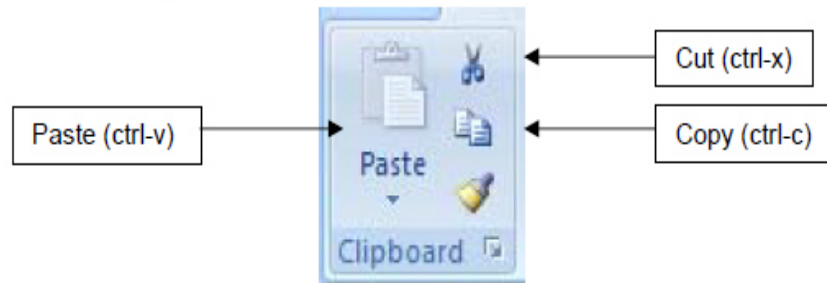 Cut (ctrl-x)
Paste (ctrl-v)
Copy (ctrl-c)
Paste
Clipboard